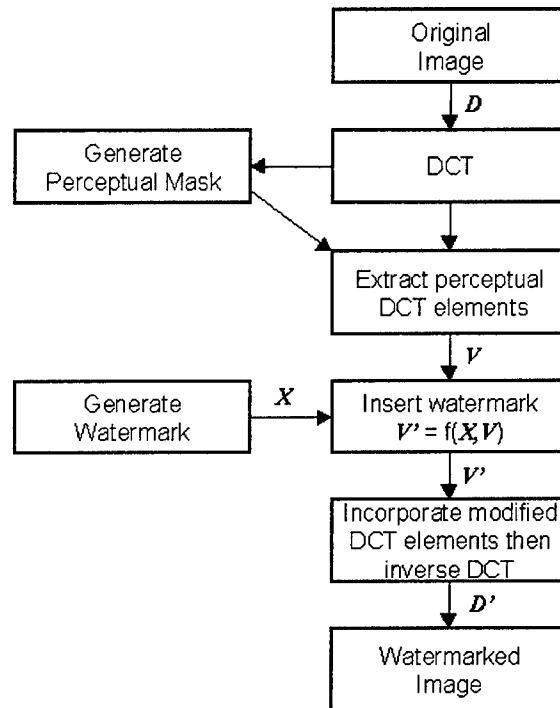 Original
Image
D
Generate
Perceptual Mask
DCT
Extract perceptual
DCT elements
V
Generate
Watermark
X
Insert watermark
V' = f(X,V)
V'
Incorporate modified
DCT elements then
inverse DCT
D'
Watermarked
Image